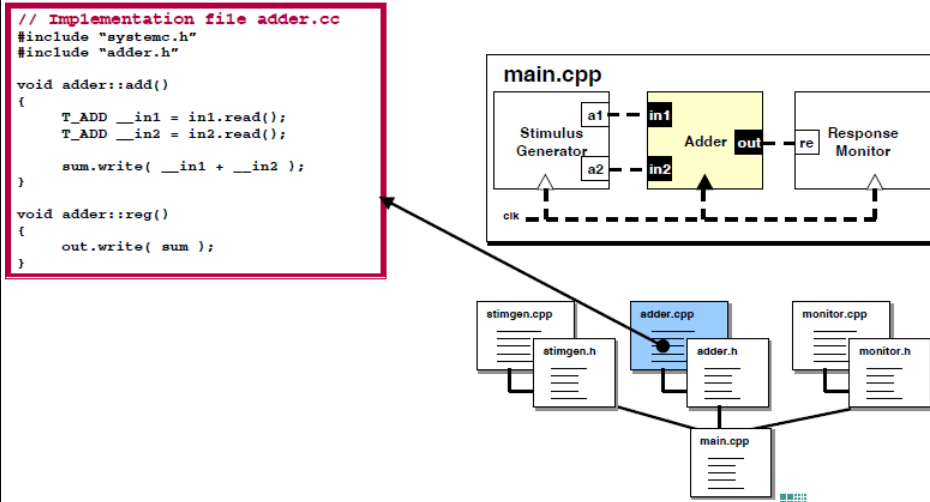 // Implementation file adder.cc
#include “systemc.h”
#include “adder.h”
void adder::add()
{
T_ADD __in1 = in1.read();
T_ADD __in2 = in2.read();
sum.write( __in1 + __in2 );
}
void adder::reg()
{
out.write( sum );
}
main.cpp
a1
in1
Stimulus
Generator
Adder
out
re
Response
Monitor
a2
in2
clk
stimgen.cpp
adder.cpp
monitor.cpp
stimgen.h
adder.h
monitor.h
main.cpp